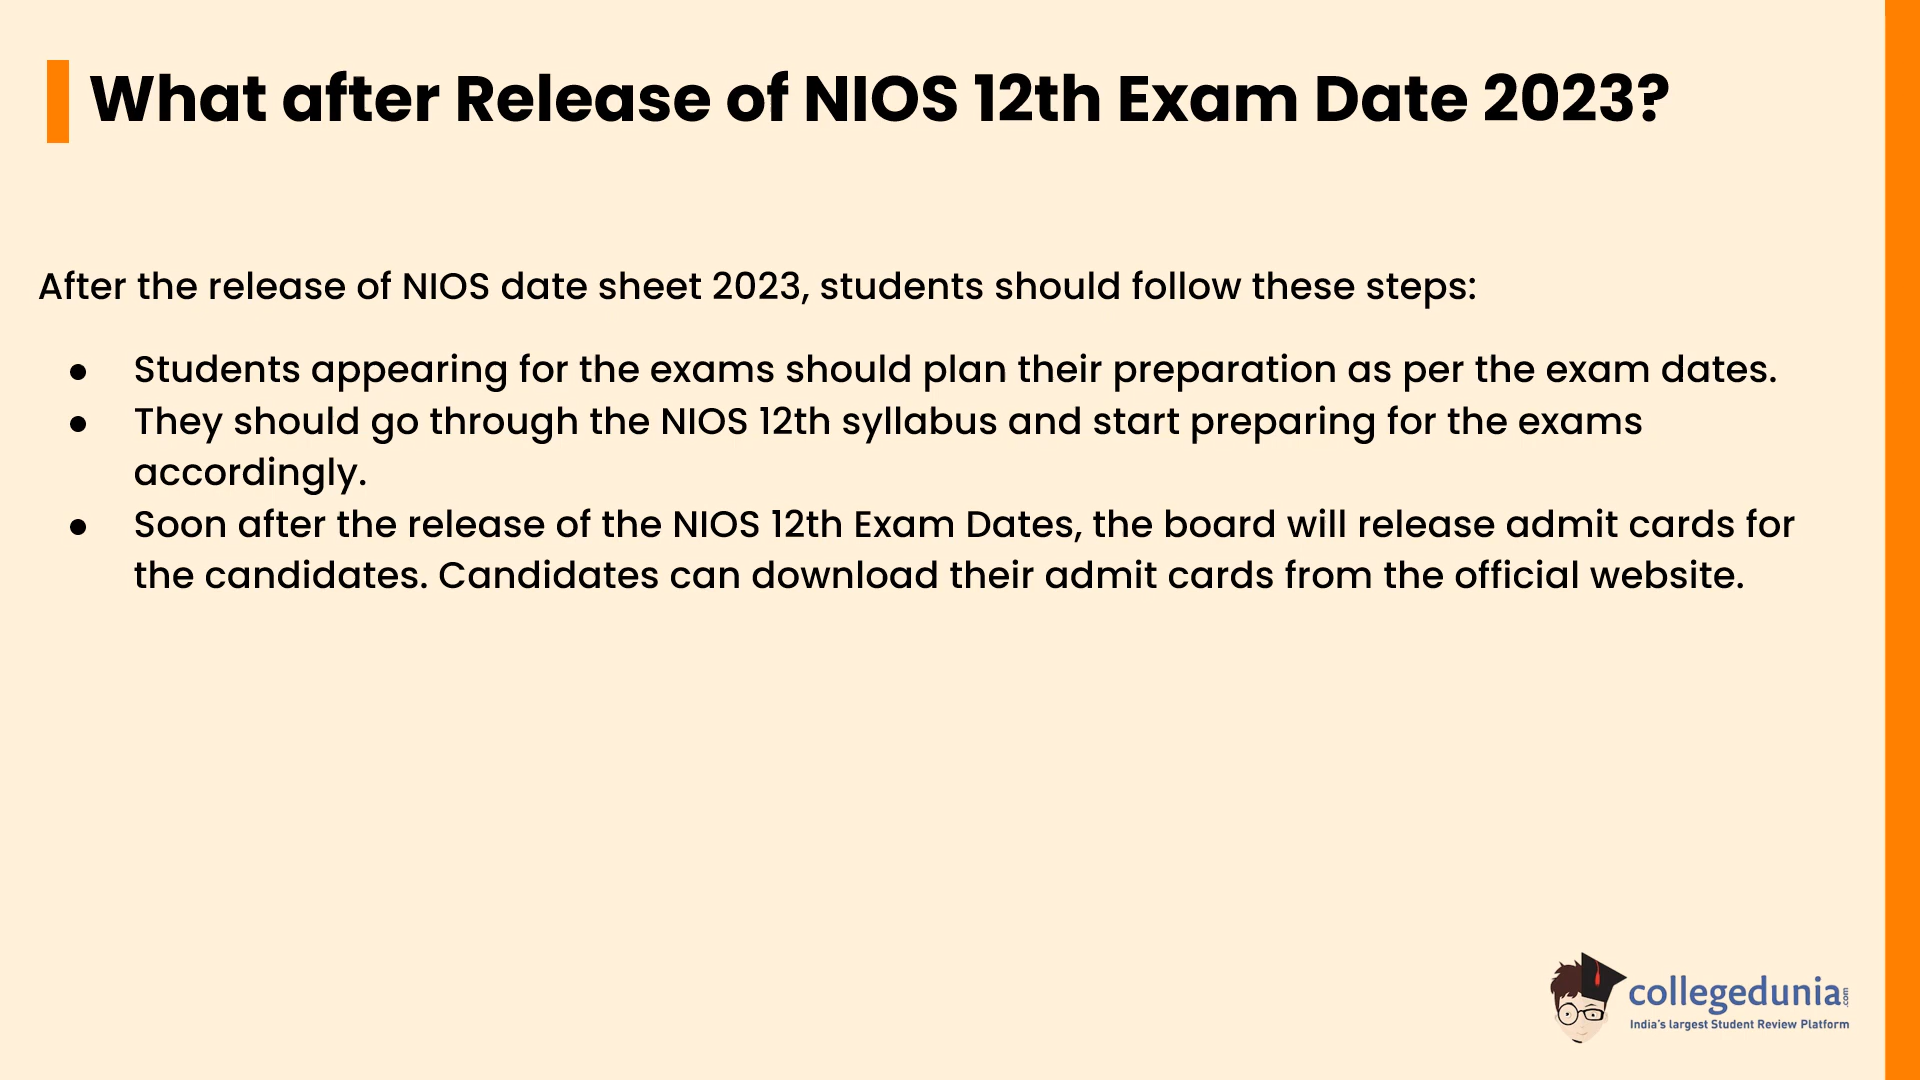 What after Release of NIOS 12th Exam Date 2023?
After the release of NIOS date sheet 2023, students should follow these steps:
● Students appearing for the exams should plan their preparation as per the exam dates.
● They should go through the NIOS 12th syllabus and start preparing for the exams
accordingly.
● Soon after the release of the NIOS 12th Exam Dates, the board will release admit cards for
the candidates. Candidates can download their admit cards from the official website.
collegedunia.com
India's largest Student Review Platform